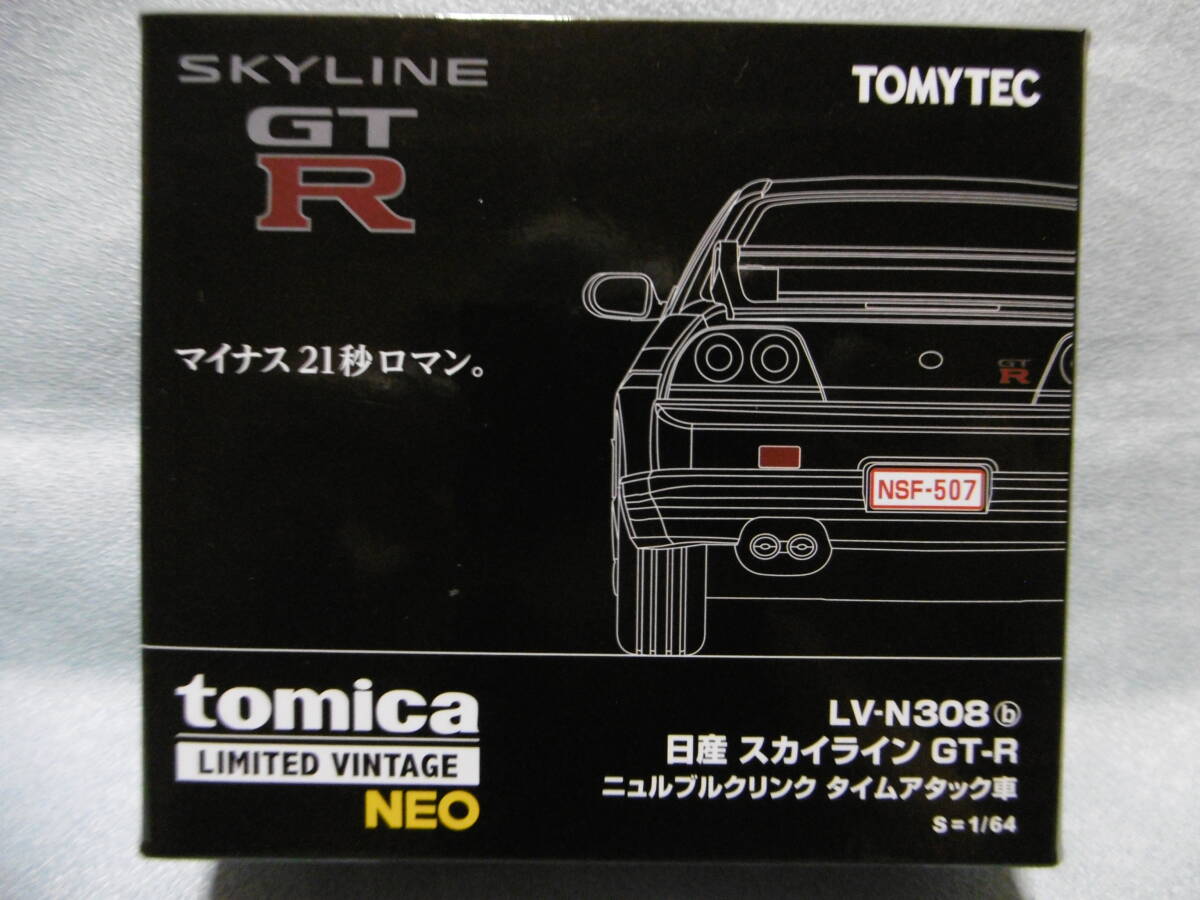 SKYLINE
GT
R
TOMYTEC
マイナス21秒ロマン。
GT
R
NSF-507
tomica
LIMITED VINTAGE
NEO
LV-N308ⓑ
日産 スカイライン GT-R
ニュルブルクリンク タイムアタック車
S=1/64